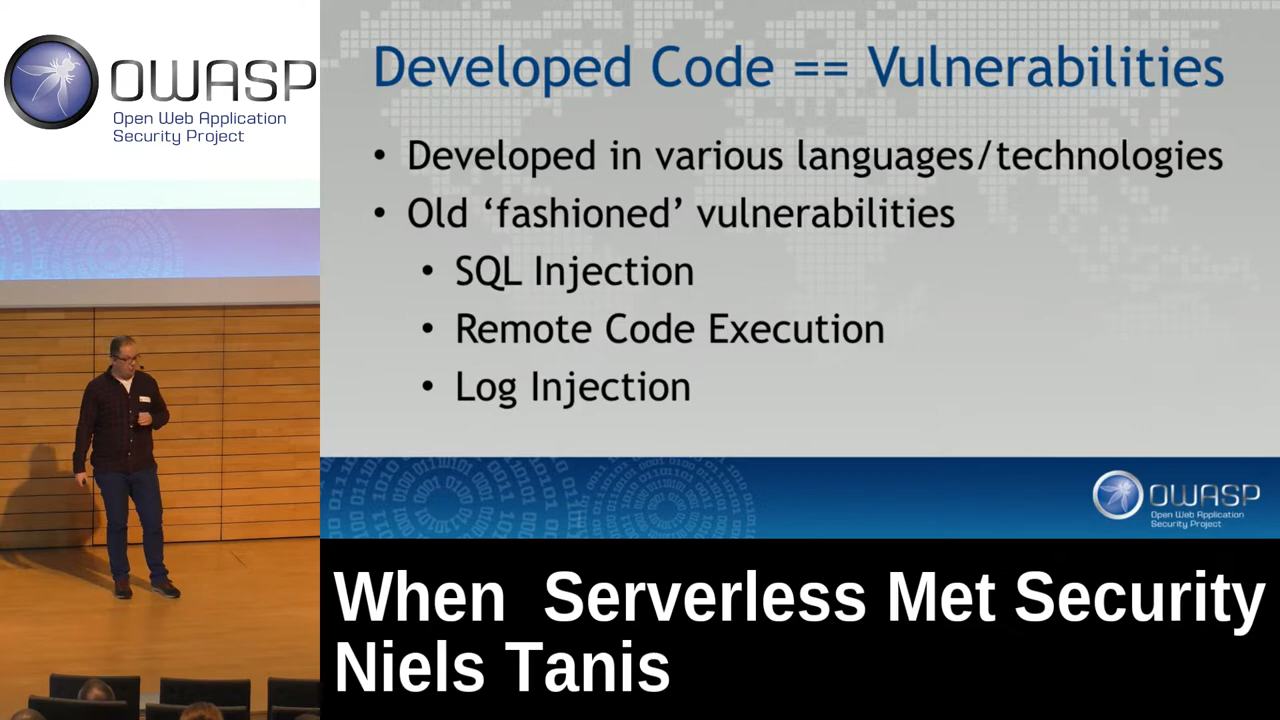 OWASP
Open Web Application
Security Project
Developed Code == Vulnerabilities
• Developed in various languages/technologies
• Old ‘fashioned’ vulnerabilities
• SQL Injection
• Remote Code Execution
• Log Injection
OWASP
Open Web Application
Security Project
When Serverless Met Security
Niels Tanis